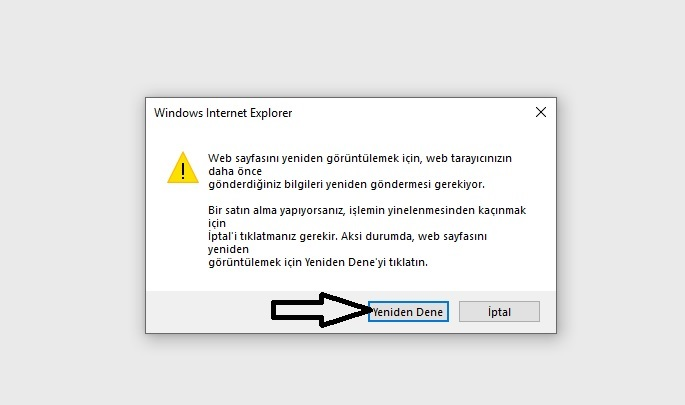 Windows Internet Explorer
Web sayfasını yeniden görüntülemek için, web tarayıcınızın
daha önce
gönderdiğiniz bilgileri yeniden göndermesi gerekiyor.
Bir satın alma yapıyorsanız, işlemin yinelenmesinden kaçınmak
için
İptal'i tıklatmanız gerekir. Aksi durumda, web sayfasını
yeniden
görüntülemek için Yeniden Dene'yi tıklatın.
Yeniden Dene
İptal